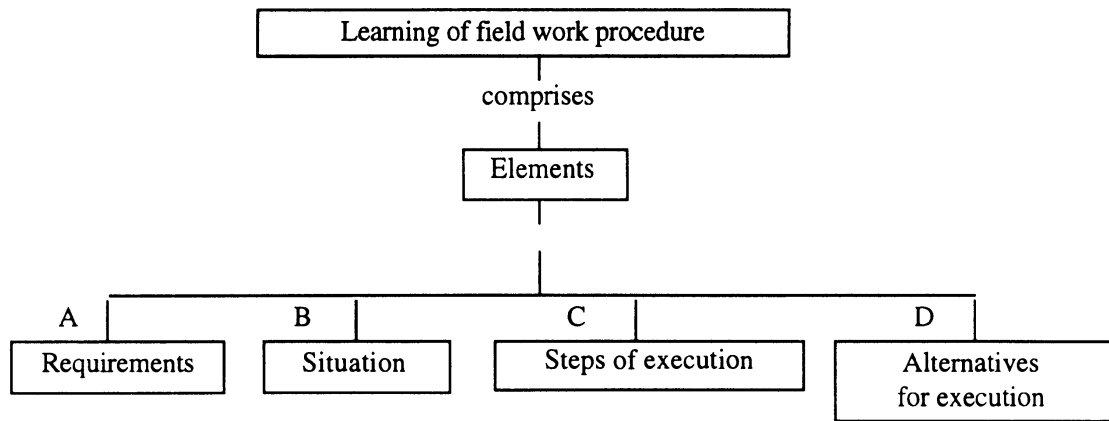 Learning of field work procedure
comprises
Elements
A
B
C
D
Requirements
Situation
Steps of execution
Alternatives
for execution